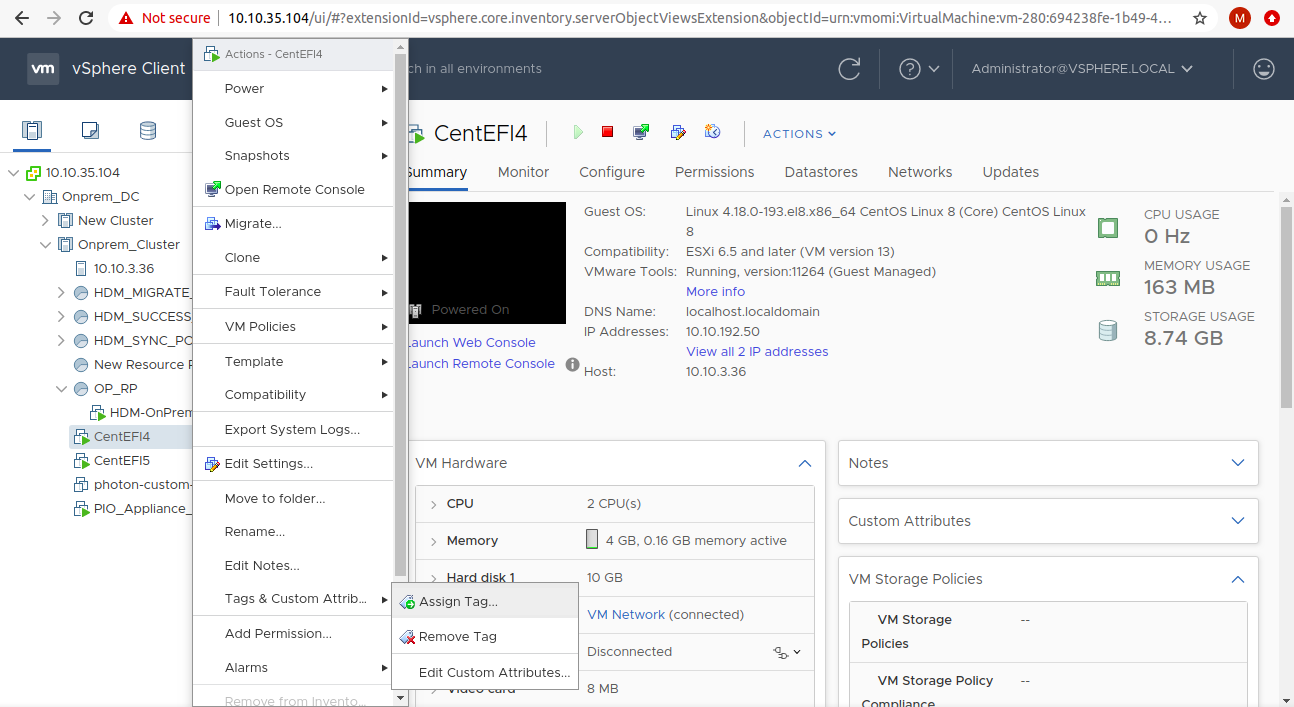 Not secure
10.10.35.104/ui/#?extensionId=vsphere.core.inventory.serverObjectViewsExtension&objectId=urn:vmomi:VirtualMachine:vm-280:694238fe-1b49-4…
M
vm vSphere Client
ch in all environments
Administrator@VSPHERE.LOCAL
10.10.35.104
Onprem_DC
New Cluster
Onprem_Cluster
10.10.3.36
HDM_MIGRATE_
HDM_SUCCESS_
HDM_SYNC_PO
New Resource P
OP_RP
HDM-OnPrem
CentEFI4
CentEFI5
photon-custom-
PIO_Appliance_
Actions - CentEFI4
Power
Guest OS
Snapshots
Open Remote Console
Migrate...
Clone
Fault Tolerance
VM Policies
Template
Compatibility
Export System Logs...
Edit Settings...
Move to folder...
Rename...
Edit Notes...
Tags & Custom Attrib...
Add Permission...
Alarms
Remove from Invento...
Assign Tag...
Remove Tag
Edit Custom Attributes...
CentEFI4
ACTIONS
Summary Monitor Configure Permissions Datastores Networks Updates
Powered On
Launch Web Console
Launch Remote Console
Guest OS: Linux 4.18.0-193.el8.x86_64 CentOS Linux 8 (Core) CentOS Linux
8
Compatibility: ESXi 6.5 and later (VM version 13)
VMware Tools: Running, version:11264 (Guest Managed)
More info
DNS Name: localhost.localdomain
IP Addresses: 10.10.192.50
View all 2 IP addresses
Host: 10.10.3.36
CPU USAGE
0 Hz
MEMORY USAGE
163 MB
STORAGE USAGE
8.74 GB
VM Hardware
CPU 2 CPU(s)
Memory 4 GB, 0.16 GB memory active
Hard disk 1 10 GB
VM Network (connected)
Disconnected
Video card 8 MB
Notes
Custom Attributes
VM Storage Policies
VM Storage --
Policies
VM Storage Policy --
Compliance